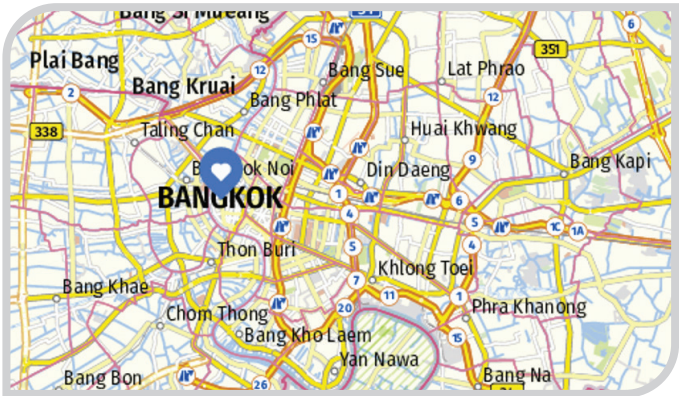 Bang Si Mueang
15
6
351
Plai Bang
Bang Sue
Lat Phrao
12
Bang Kruai
2
Bang Phlat
12
338
Taling Chan
Huai Khwang
9
Bang Kapi
Din Daeng
BANGKOK
1
6
4
5
1C
1A
5
4
Thon Buri
Khlong Toei
7
Bang Khae
11
1
20
Chom Thong
Phra Khanong
Bang Kho Laem
15
Yan Nawa
Bang Bon
26
Bang Na